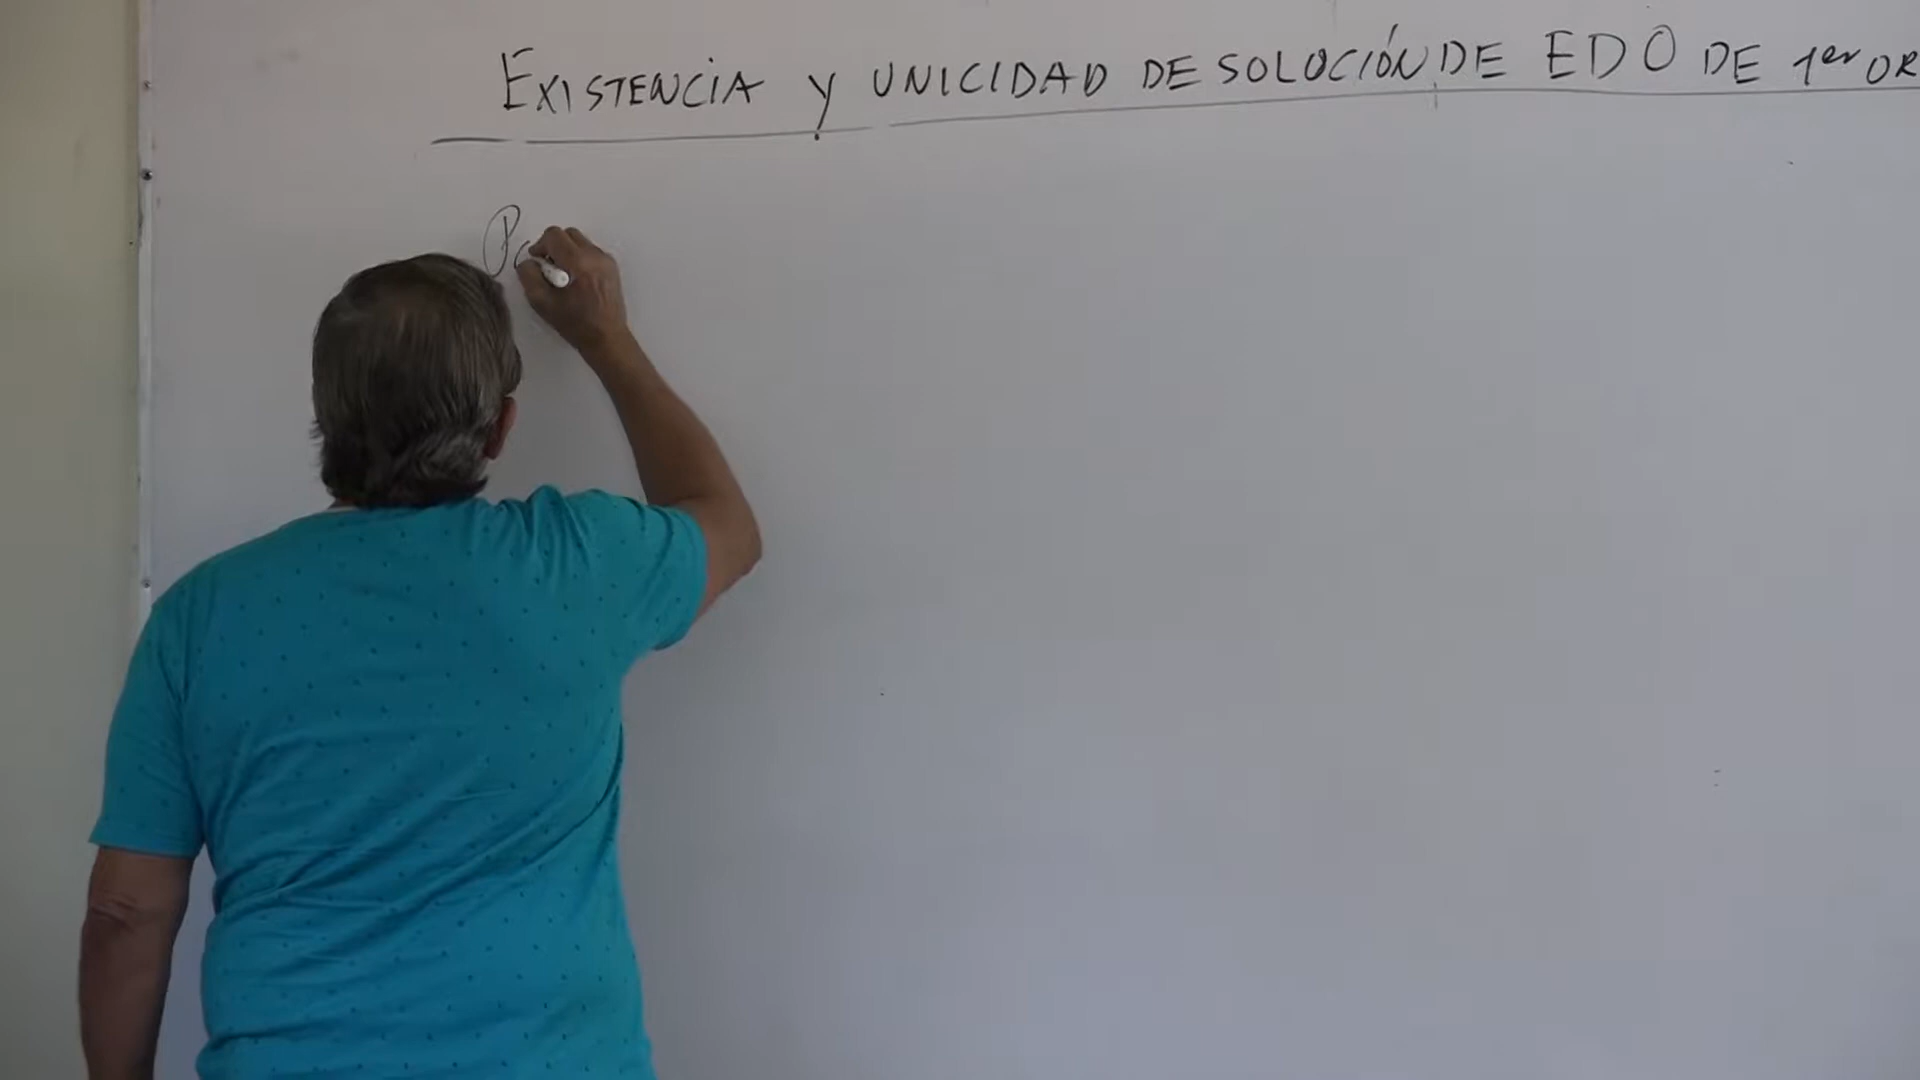 EXISTENCIA Y UNICIDAD DE SOLUCIÓN DE EDO DE 1er OR